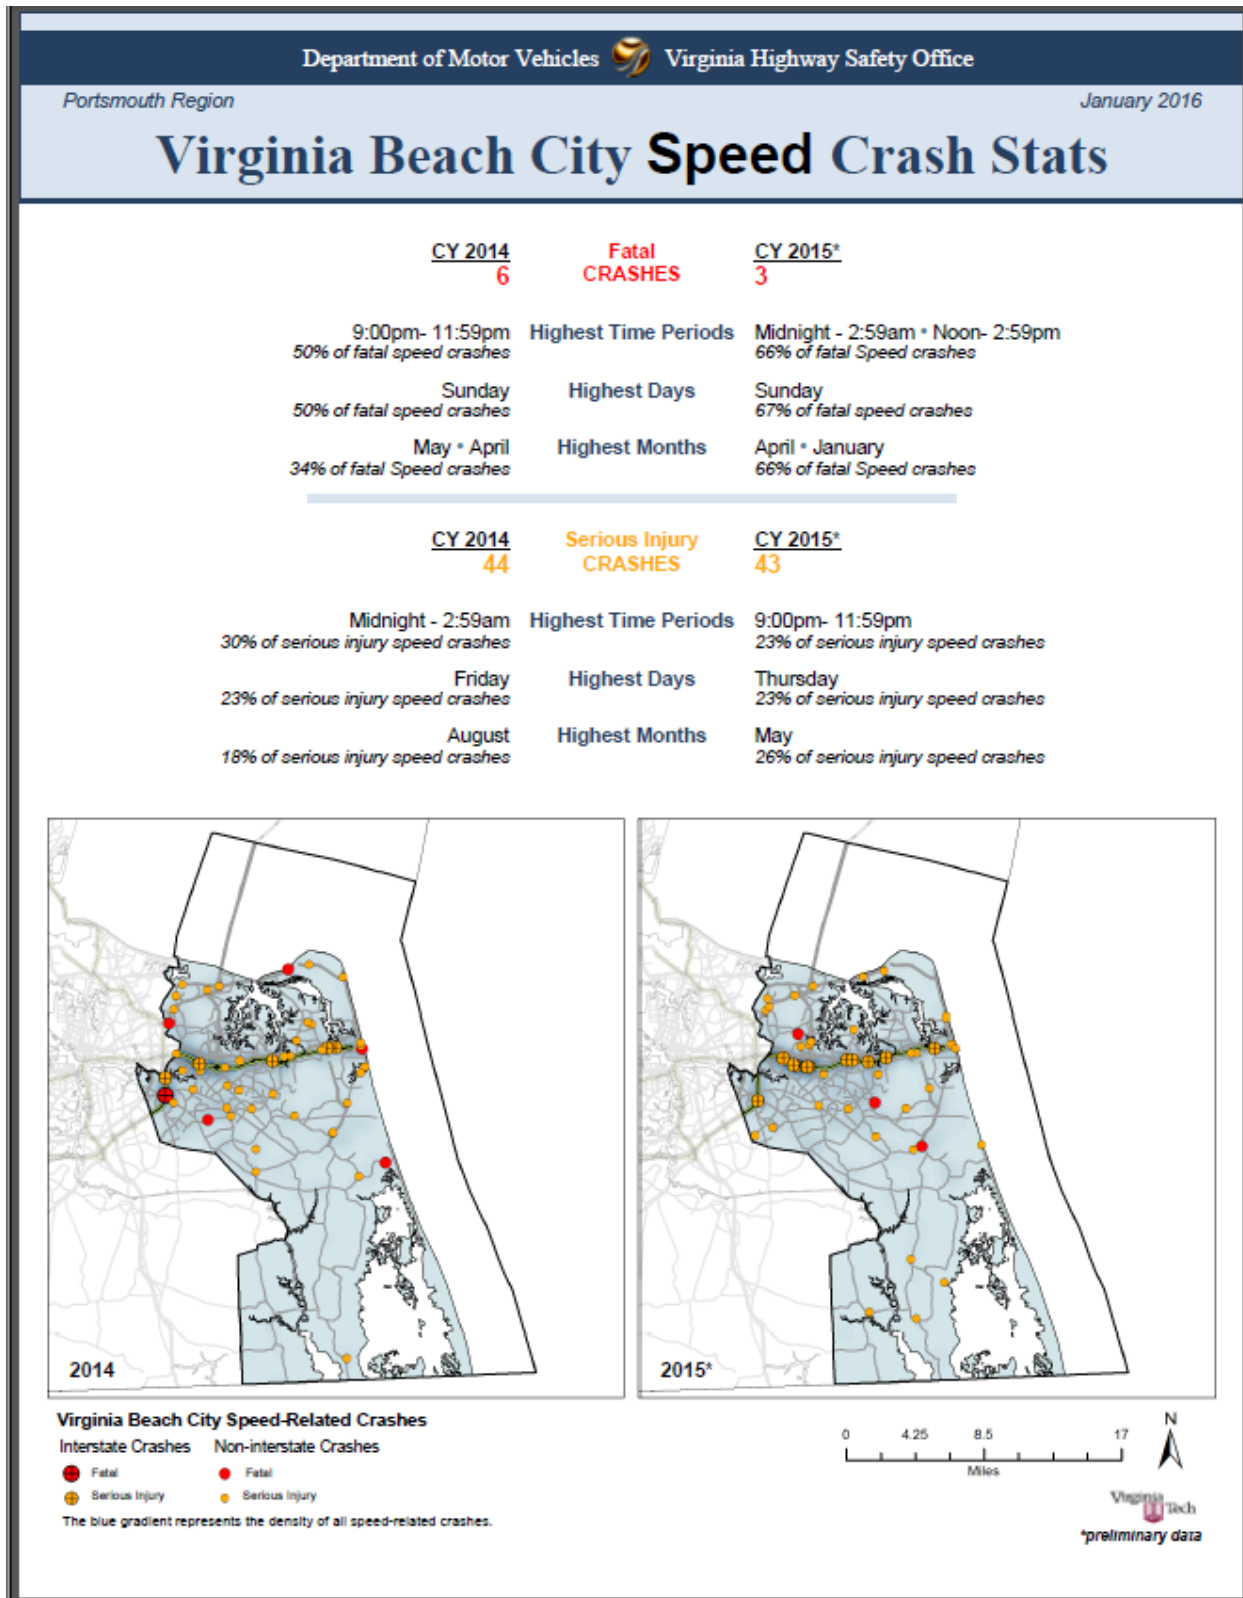 Department of Motor Vehicles Virginia Highway Safety Office
Portsmouth Region January 2016
Virginia Beach City Speed Crash Stats
CY 2014 Fatal CY 2015*
6 CRASHES 3
9:00pm- 11:59pm Highest Time Periods Midnight - 2:59am • Noon- 2:59pm
50% of fatal speed crashes 66% of fatal Speed crashes
Sunday Highest Days Sunday
50% of fatal speed crashes 67% of fatal speed crashes
May • April Highest Months April • January
34% of fatal Speed crashes 66% of fatal Speed crashes
CY 2014 Serious Injury CY 2015*
44 CRASHES 43
Midnight - 2:59am Highest Time Periods 9:00pm- 11:59pm
30% of serious injury speed crashes 23% of serious injury speed crashes
Friday Highest Days Thursday
23% of serious injury speed crashes 23% of serious injury speed crashes
August Highest Months May
18% of serious injury speed crashes 26% of serious injury speed crashes
2014 2015*
Virginia Beach City Speed-Related Crashes
Interstate Crashes Non-interstate Crashes
Fatal Fatal
Serious Injury Serious Injury
The blue gradient represents the density of all speed-related crashes.
N
0 4.25 8.5 17
Miles
Virginia Tech
*preliminary data